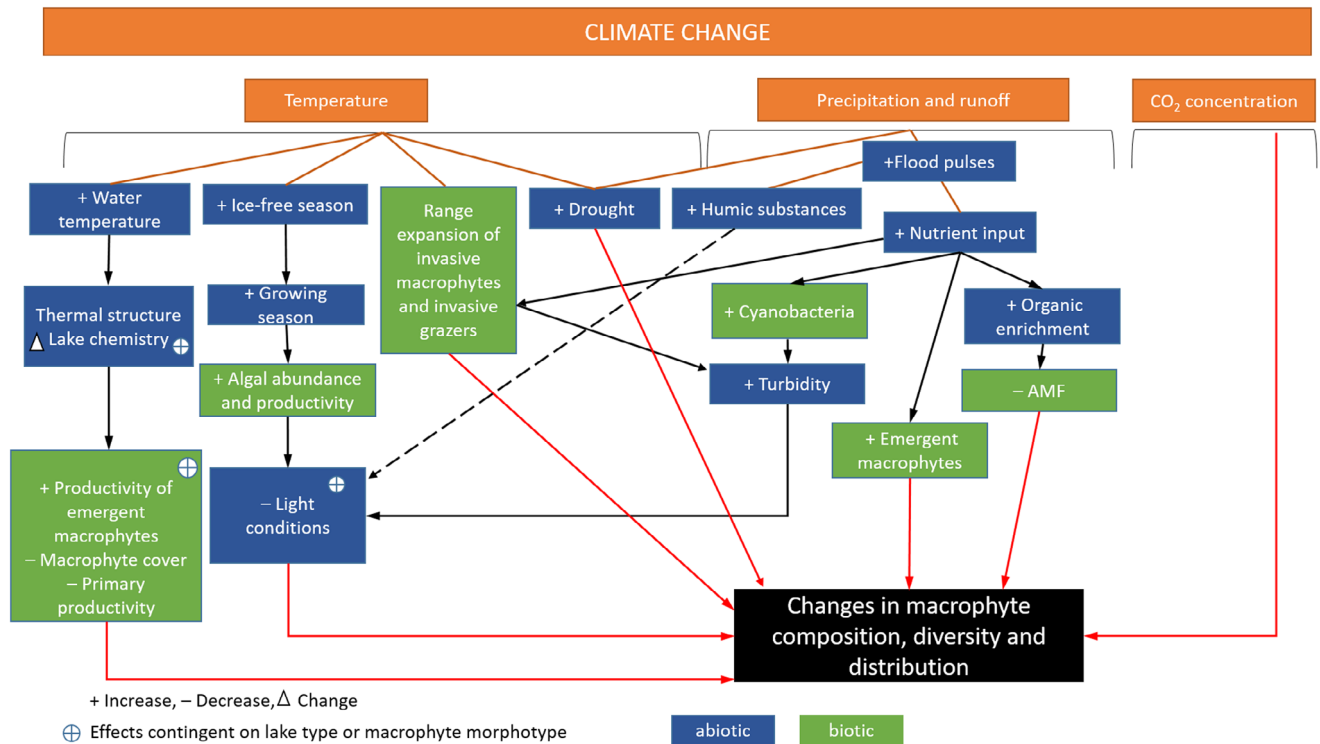 CLIMATE CHANGE
Temperature
Precipitation and runoff
CO₂ concentration
+Flood pulses
+ Water
temperature
+ Ice-free season
Range
expansion of
invasive
macrophytes
and invasive
grazers
+ Drought
+ Humic substances
+ Nutrient input
Thermal structure
Δ Lake chemistry ⊕
+ Growing
season
+ Cyanobacteria
+ Organic
enrichment
+ Algal abundance
and productivity
+ Turbidity
– AMF
+ Emergent
macrophytes
+ Productivity of
emergent
macrophytes
– Macrophyte cover
– Primary
productivity
– Light
conditions
Changes in macrophyte
composition, diversity and
distribution
+ Increase, – Decrease, Δ Change
⊕ Effects contingent on lake type or macrophyte morphotype
abiotic
biotic